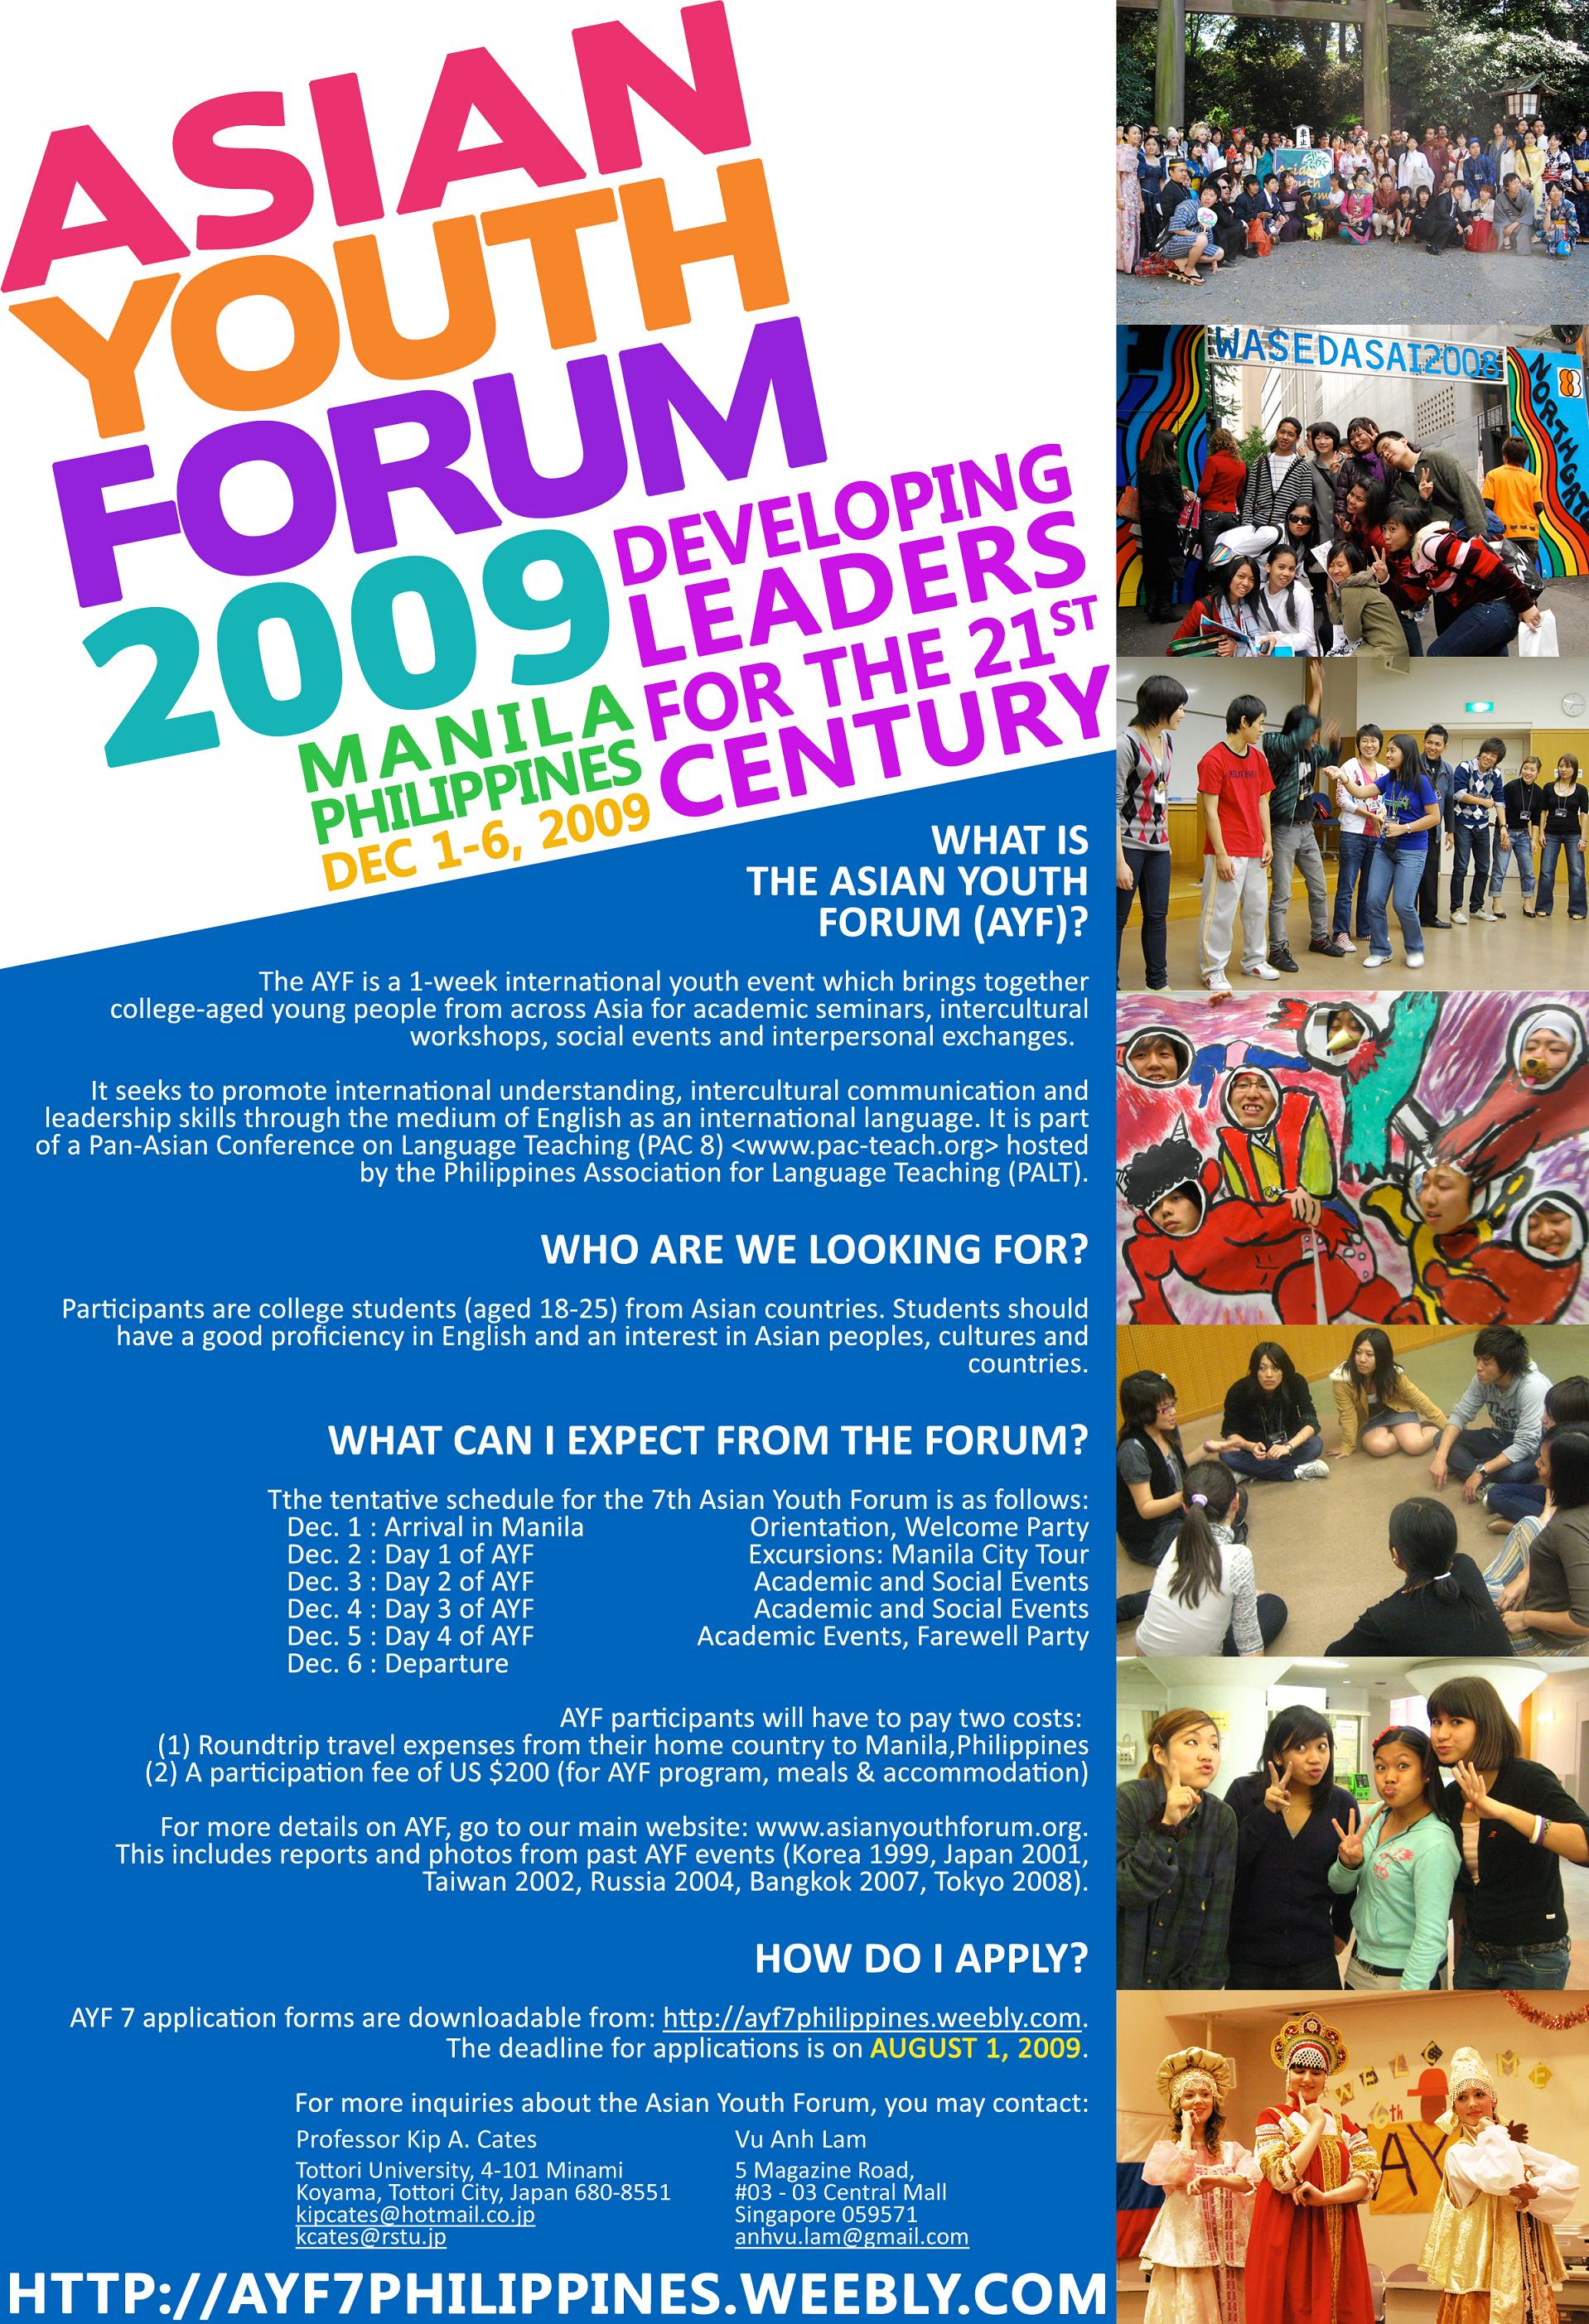 ASIAN
YOUTH
FORUM
2009
MANILA
PHILIPPINES
DEC 1-6, 2009
DEVELOPING
LEADERS
FOR THE 21ST
CENTURY
WHAT IS
THE ASIAN YOUTH
FORUM (AYF)?
The AYF is a 1-week international youth event which brings together
college-aged young people from across Asia for academic seminars, intercultural
workshops, social events and interpersonal exchanges.
It seeks to promote international understanding, intercultural communication and
leadership skills through the medium of English as an international language. It is part
of a Pan-Asian Conference on Language Teaching (PAC 8) <www.pac-teach.org> hosted
by the Philippines Association for Language Teaching (PALT).
WHO ARE WE LOOKING FOR?
Participants are college students (aged 18-25) from Asian countries. Students should
have a good proficiency in English and an interest in Asian peoples, cultures and
countries.
WHAT CAN I EXPECT FROM THE FORUM?
Tthe tentative schedule for the 7th Asian Youth Forum is as follows:
Dec. 1 : Arrival in Manila Orientation, Welcome Party
Dec. 2 : Day 1 of AYF Excursions: Manila City Tour
Dec. 3 : Day 2 of AYF Academic and Social Events
Dec. 4 : Day 3 of AYF Academic and Social Events
Dec. 5 : Day 4 of AYF Academic Events, Farewell Party
Dec. 6 : Departure
AYF participants will have to pay two costs:
(1) Roundtrip travel expenses from their home country to Manila,Philippines
(2) A participation fee of US $200 (for AYF program, meals & accommodation)
For more details on AYF, go to our main website: www.asianyouthforum.org.
This includes reports and photos from past AYF events (Korea 1999, Japan 2001,
Taiwan 2002, Russia 2004, Bangkok 2007, Tokyo 2008).
HOW DO I APPLY?
AYF 7 application forms are downloadable from: http://ayf7philippines.weebly.com.
The deadline for applications is on AUGUST 1, 2009.
For more inquiries about the Asian Youth Forum, you may contact:
Professor Kip A. Cates
Tottori University, 4-101 Minami
Koyama, Tottori City, Japan 680-8551
kipcates@hotmail.co.jp
kcates@rstu.jp
Vu Anh Lam
5 Magazine Road,
#03 - 03 Central Mall
Singapore 059571
anhvu.lam@gmail.com
HTTP://AYF7PHILIPPINES.WEEBLY.COM
Asian
Youth
WASEDASAI2008
NORTH GAT
6th
AY